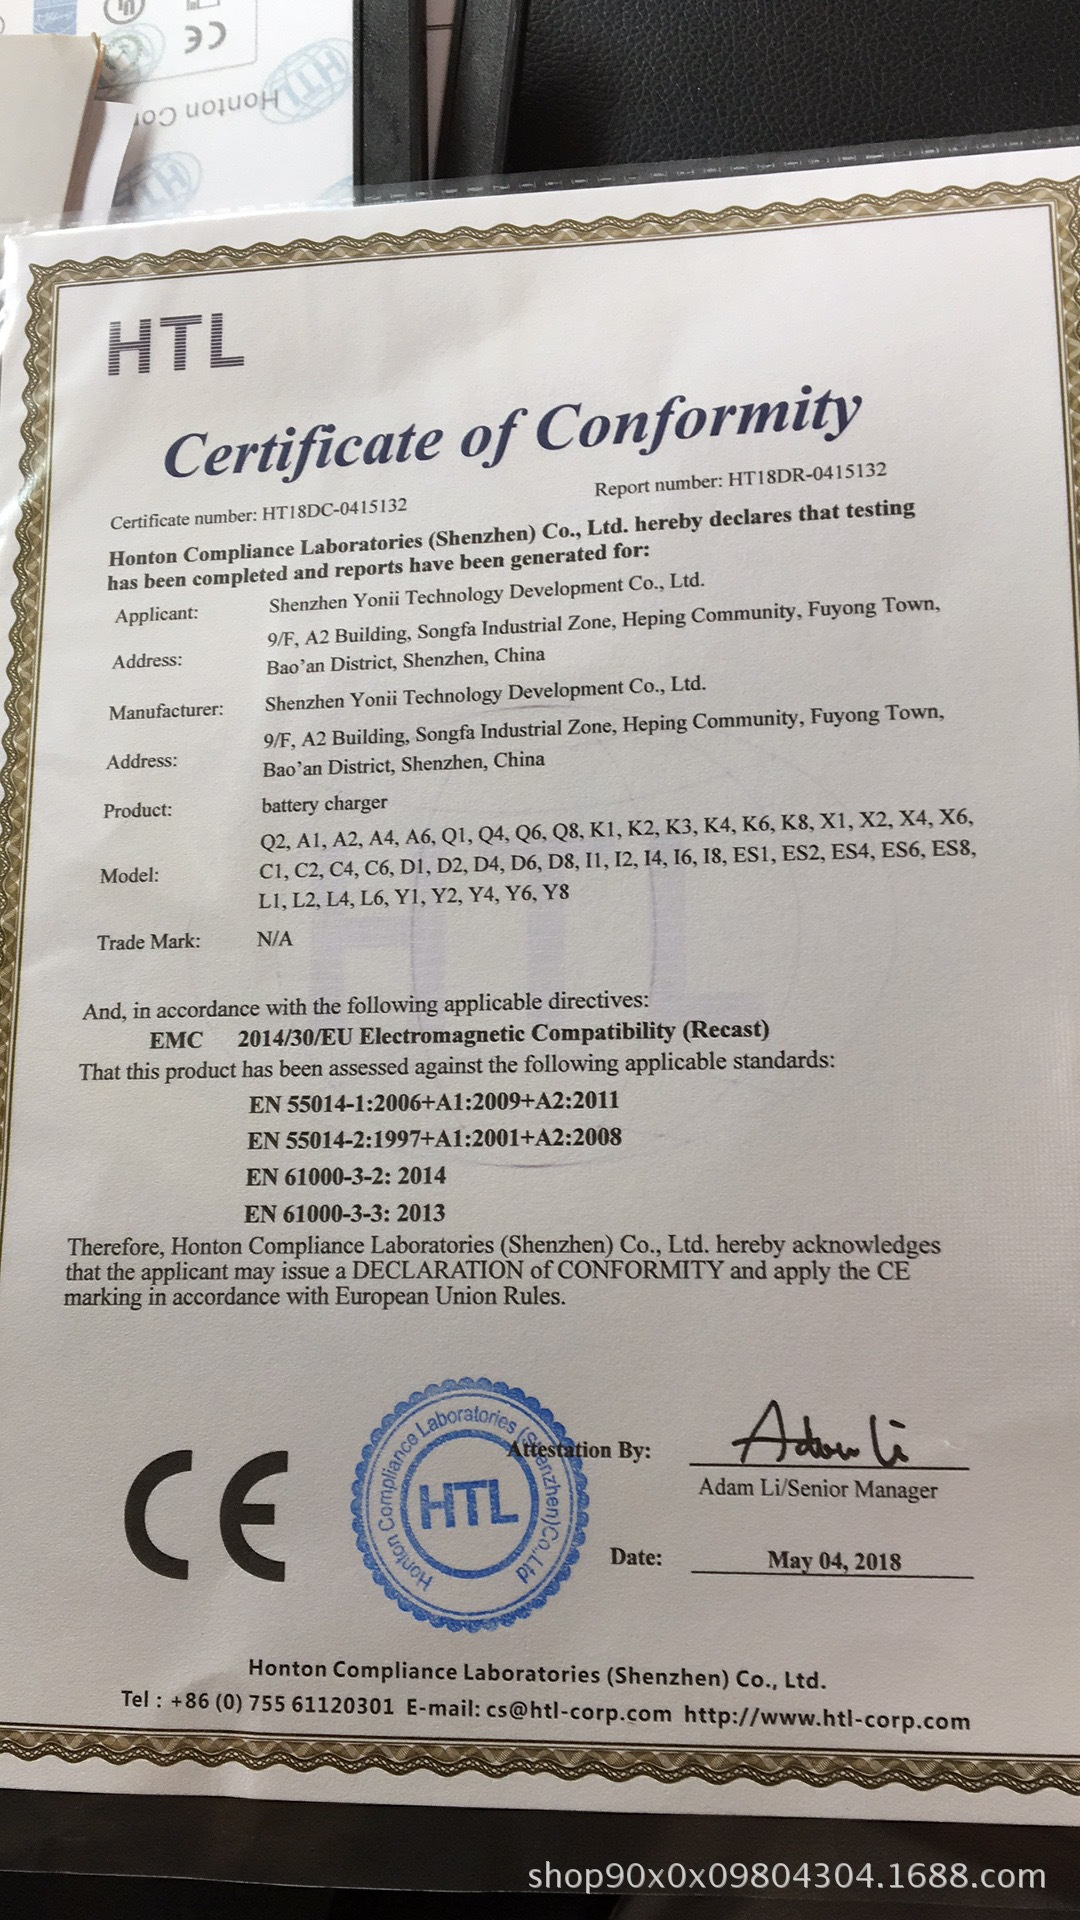 CE
HTL
Honton Cor
HTL
HTL
Certificate of Conformity
Certificate number: HT18DC-0415132
Report number: HT18DR-0415132
Honton Compliance Laboratories (Shenzhen) Co., Ltd. hereby declares that testing
has been completed and reports have been generated for:
Applicant: Shenzhen Yonii Technology Development Co., Ltd.
9/F, A2 Building, Songfa Industrial Zone, Heping Community, Fuyong Town,
Address: Bao'an District, Shenzhen, China
Manufacturer: Shenzhen Yonii Technology Development Co., Ltd.
9/F, A2 Building, Songfa Industrial Zone, Heping Community, Fuyong Town,
Address: Bao'an District, Shenzhen, China
Product: battery charger
Q2, A1, A2, A4, A6, Q1, Q4, Q6, Q8, K1, K2, K3, K4, K6, K8, X1, X2, X4, X6,
Model: C1, C2, C4, C6, D1, D2, D4, D6, D8, I1, I2, I4, I6, I8, ES1, ES2, ES4, ES6, ES8,
L1, L2, L4, L6, Y1, Y2, Y4, Y6, Y8
Trade Mark: N/A
HTL
And, in accordance with the following applicable directives:
EMC 2014/30/EU Electromagnetic Compatibility (Recast)
That this product has been assessed against the following applicable standards:
EN 55014-1:2006+A1:2009+A2:2011
EN 55014-2:1997+A1:2001+A2:2008
EN 61000-3-2: 2014
EN 61000-3-3: 2013
Therefore, Honton Compliance Laboratories (Shenzhen) Co., Ltd. hereby acknowledges
that the applicant may issue a DECLARATION of CONFORMITY and apply the CE
marking in accordance with European Union Rules.
CE
Honton Compliance Laboratories (Shenzhen)Co.,Ltd
HTL
Attestation By: Adam Li
Adam Li/Senior Manager
Date: May 04, 2018
Honton Compliance Laboratories (Shenzhen) Co., Ltd.
Tel : +86 (0) 755 61120301 E-mail: cs@htl-corp.com http://www.htl-corp.com
shop90x0x09804304.1688.com